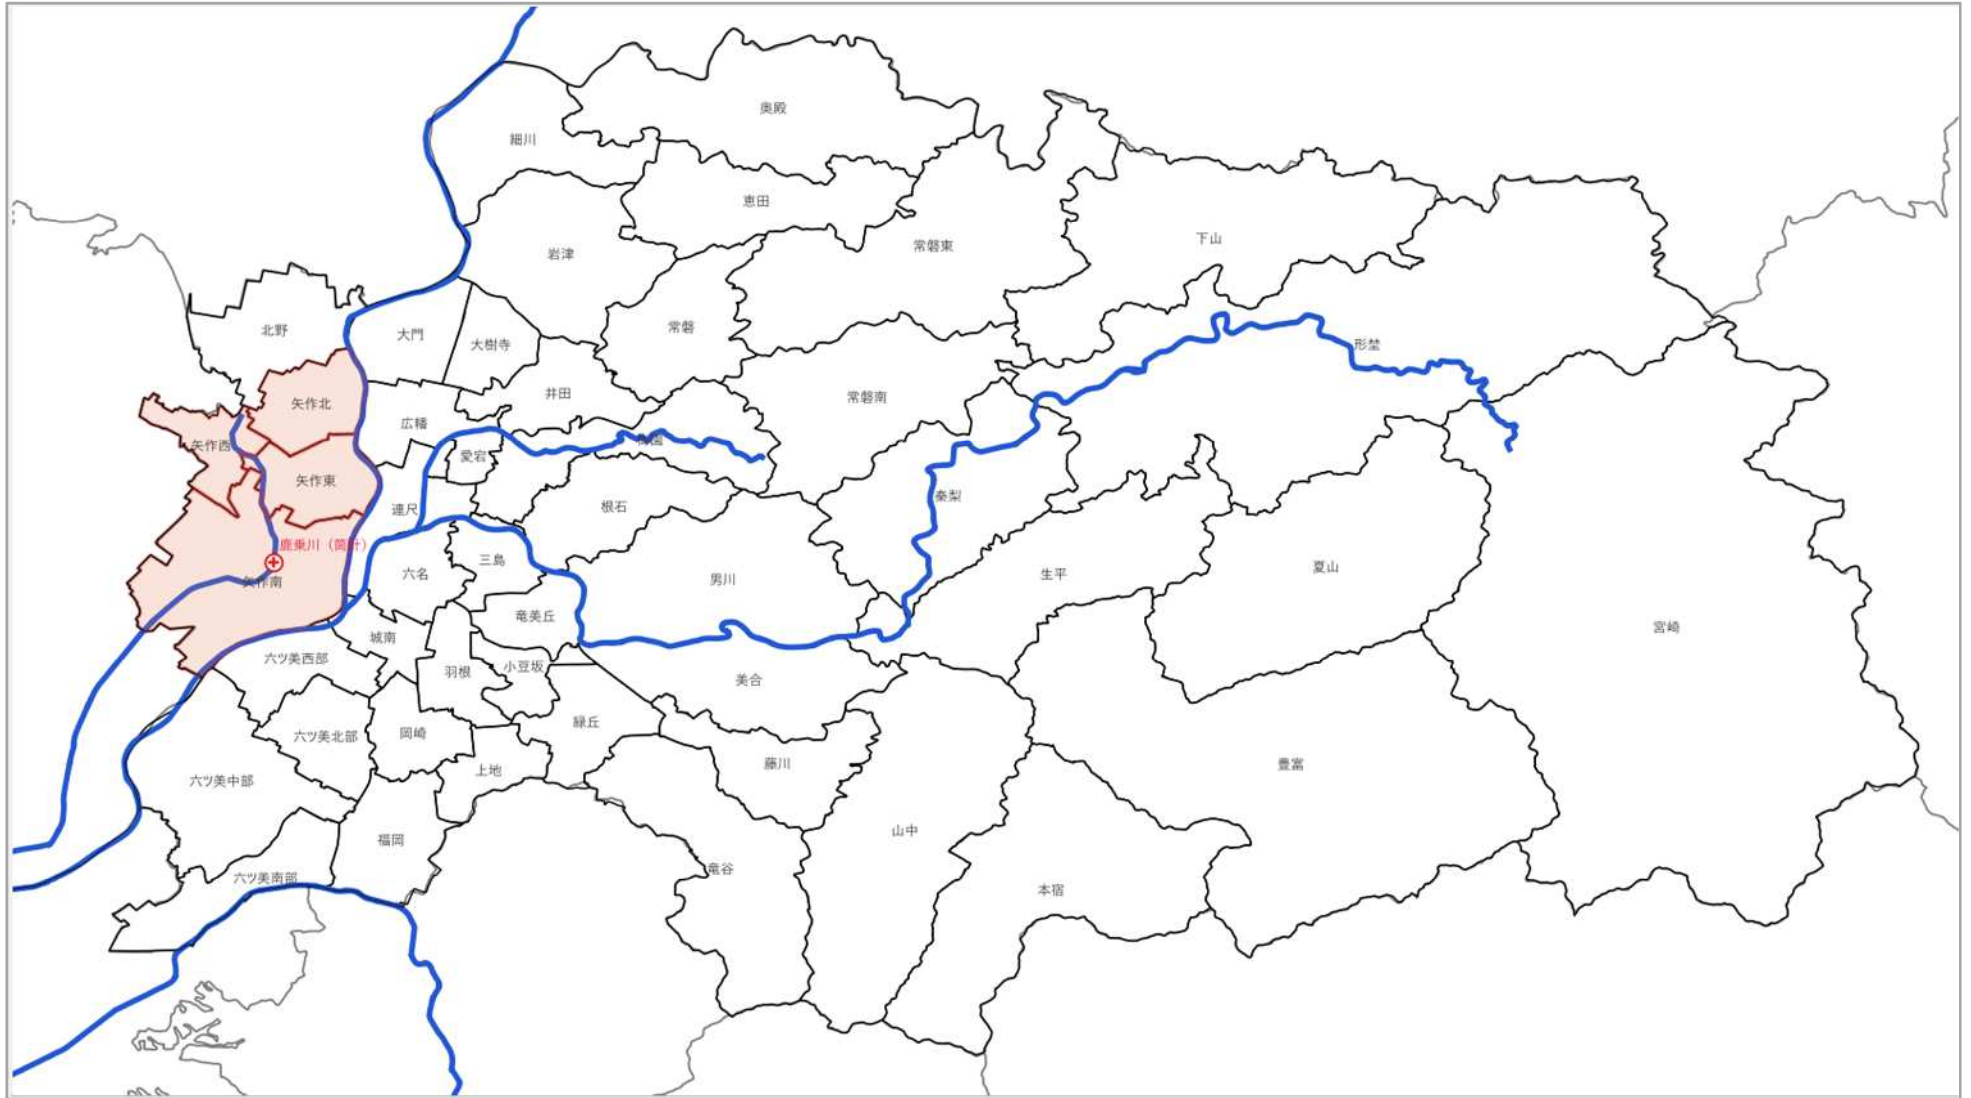 奥殿
細川
恵田
常磐東
下山
岩津
北野
大門
大樹寺
常磐
形埜
矢作北
井田
常磐南
広幡
矢作西
梅園
愛宕
矢作東
秦梨
連尺
根石
鹿乗川(筒針)
三島
六名
男川
生平
夏山
矢作南
竜美丘
城南
宮崎
六ツ美西部
小豆坂
羽根
美合
緑丘
六ツ美北部
岡崎
藤川
豊富
上地
六ツ美中部
山中
福岡
竜谷
六ツ美南部
本宿